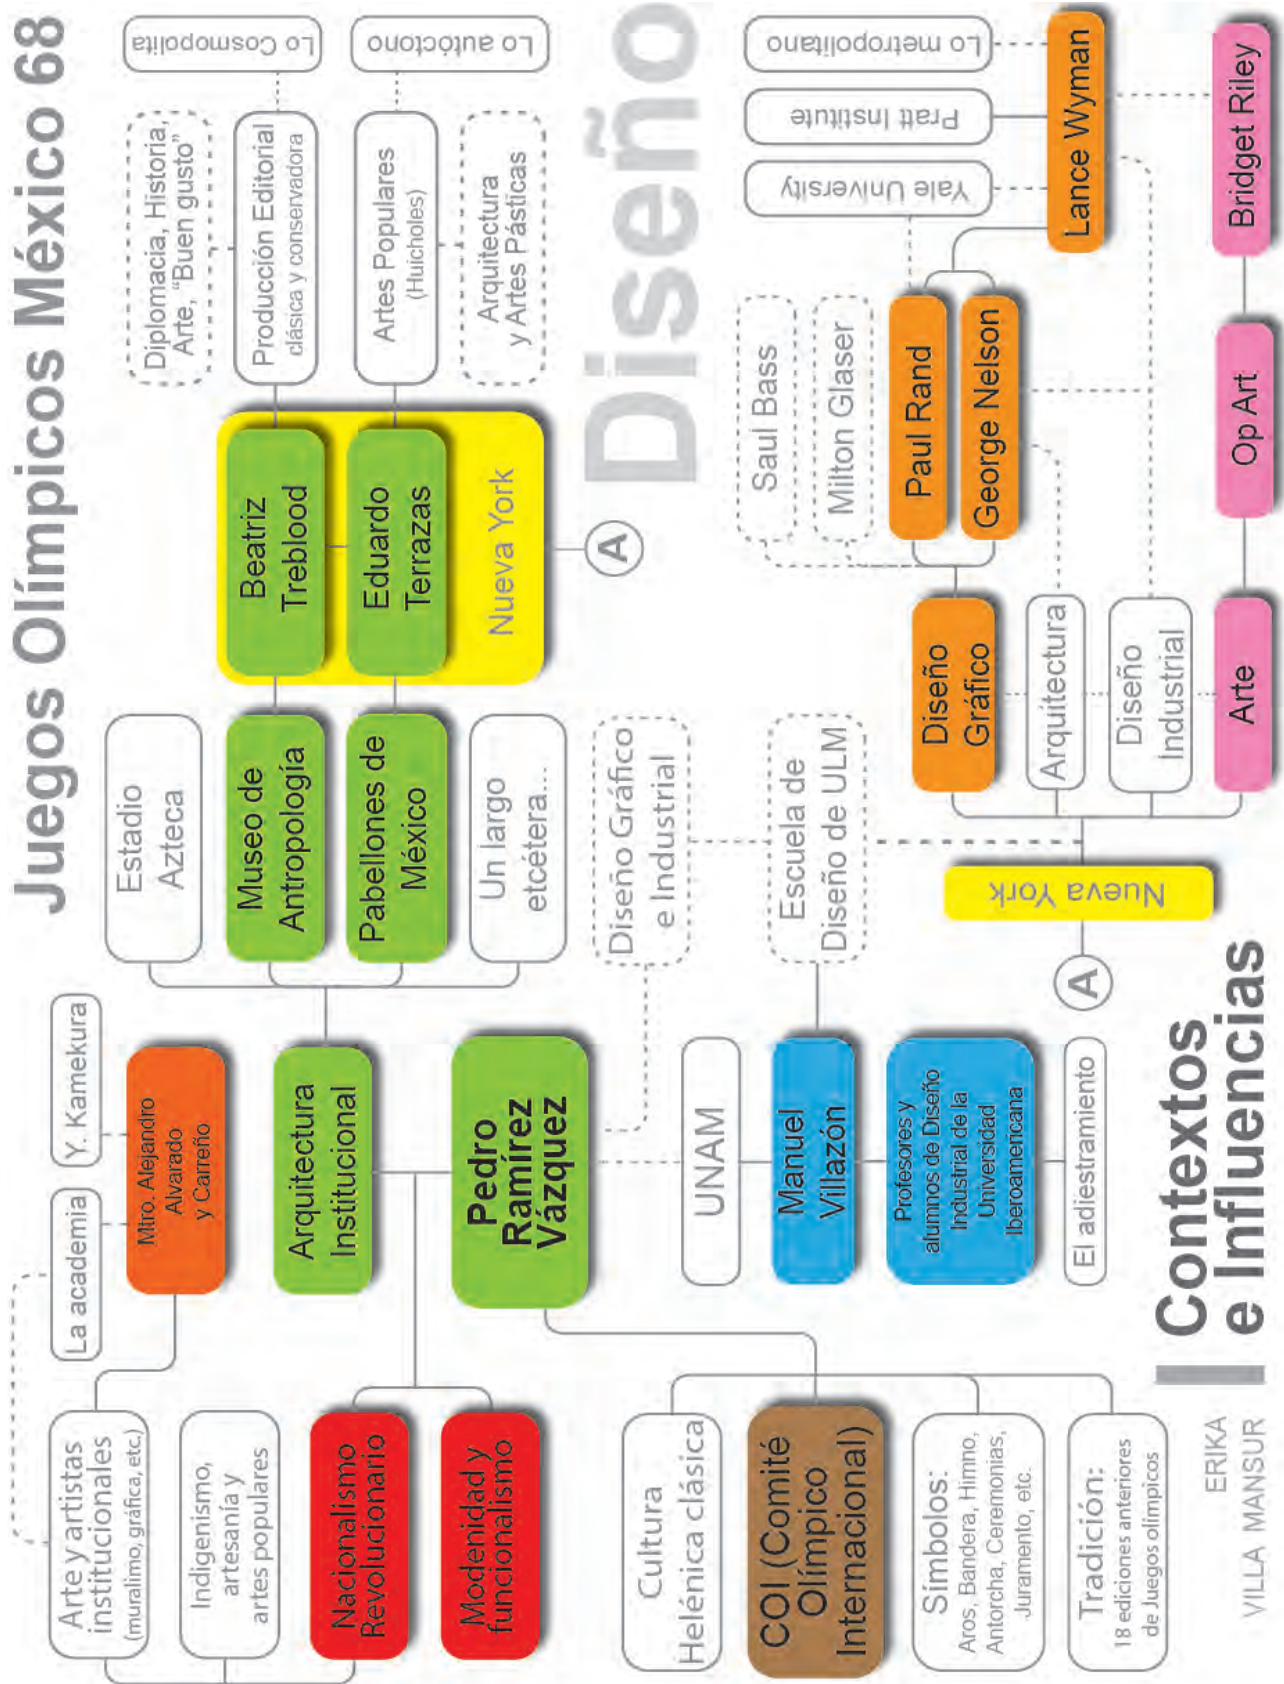 Juegos Olímpicos México 68
Arte y artistas
institucionales
(muralimo, gráfica, etc.)
Indigenismo,
artesanía y
artes populares
Nacionalismo
Revolucionario
Modenidad y
funcionalismo
La academia
Y. Kamekura
Mtro. Alejandro
Alvarado
y Carreño
Arquitectura
Institucional
Pedro
Ramírez
Vázquez
Estadio
Azteca
Museo de
Antropología
Pabellones de
México
Un largo
etcétera...
Beatriz
Treblood
Eduardo
Terrazas
Nueva York
A
Diplomacia, Historia,
Arte, “Buen gusto”
Producción Editorial
clásica y conservadora
Artes Populares
(Huicholes)
Arquitectura
y Artes Pásticas
Lo Cosmopolita
Lo autóctono
Diseño
Cultura
Helénica clásica
COI (Comité
Olímpico
Internacional)
Símbolos:
Aros, Bandera, Himno,
Antorcha, Ceremonias,
Juramento, etc.
Tradición:
18 ediciones anteriores
de Juegos olímpicos
UNAM
Manuel
Villazón
Profesores y
alumnos de Diseño
Industrial de la
Universidad
Iberoamericana
El adiestramiento
Diseño Gráfico
e Industrial
Escuela de
Diseño de ULM
A
Nueva York
Diseño
Gráfico
Arquitectura
Diseño
Industrial
Arte
Saul Bass
Milton Glaser
Paul Rand
George Nelson
Op Art
Lo metropolitano
Pratt Institute
Yale University
Lance Wyman
Bridget Riley
Contextos
e Influencias
ERIKA
VILLA MANSUR